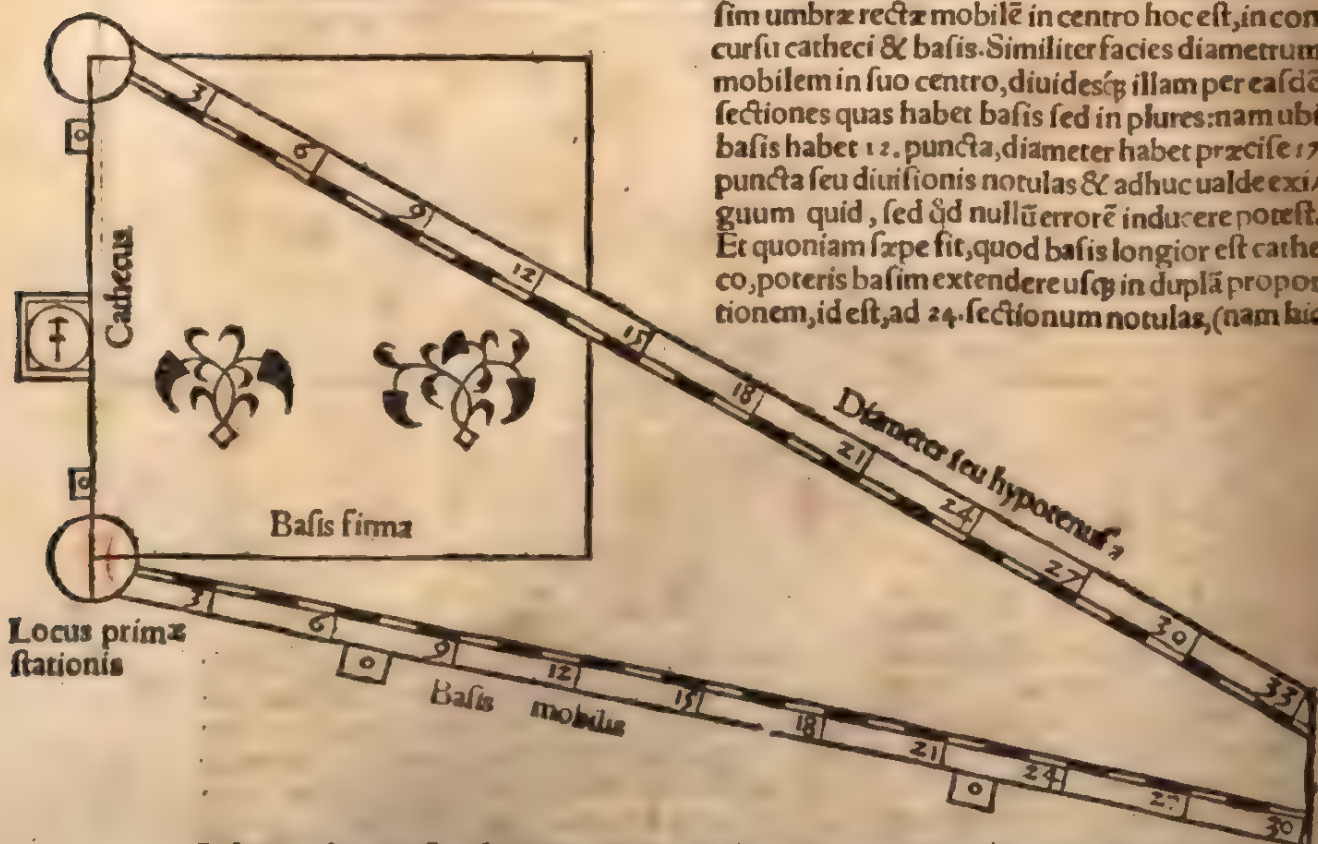 ſim umbræ rectæ mobilē in centro hoc eſt, in con
curſu catheci & baſis. Similiter facies diametrum
mobilem in ſuo centro, diuidesq́ꝫ illam per eaſdē
ſectiones quas habet baſis ſed in plures: nam ubi
baſis habet 12. puncta, diameter habet præciſe 17
puncta ſeu diuiſionis notulas & adhuc ualde exi/
guum quid, ſed qd nullū errorē inducere poteſt.
Et quoniam ſæpe fit, quod baſis longior eſt cathe
co, poteris baſim extendere uſqꝫ in duplā propor
tionem, id eſt, ad 24. ſectionum notulas, (nam
Cathecus
3 6 9 12 15 18 21 24 27 30 33
Diameter ſeu hypotenuſa
Baſis firma
Locus primæ
ſtationis
3 6 9 12 15 18 21 24 27 30
Baſis mobilis